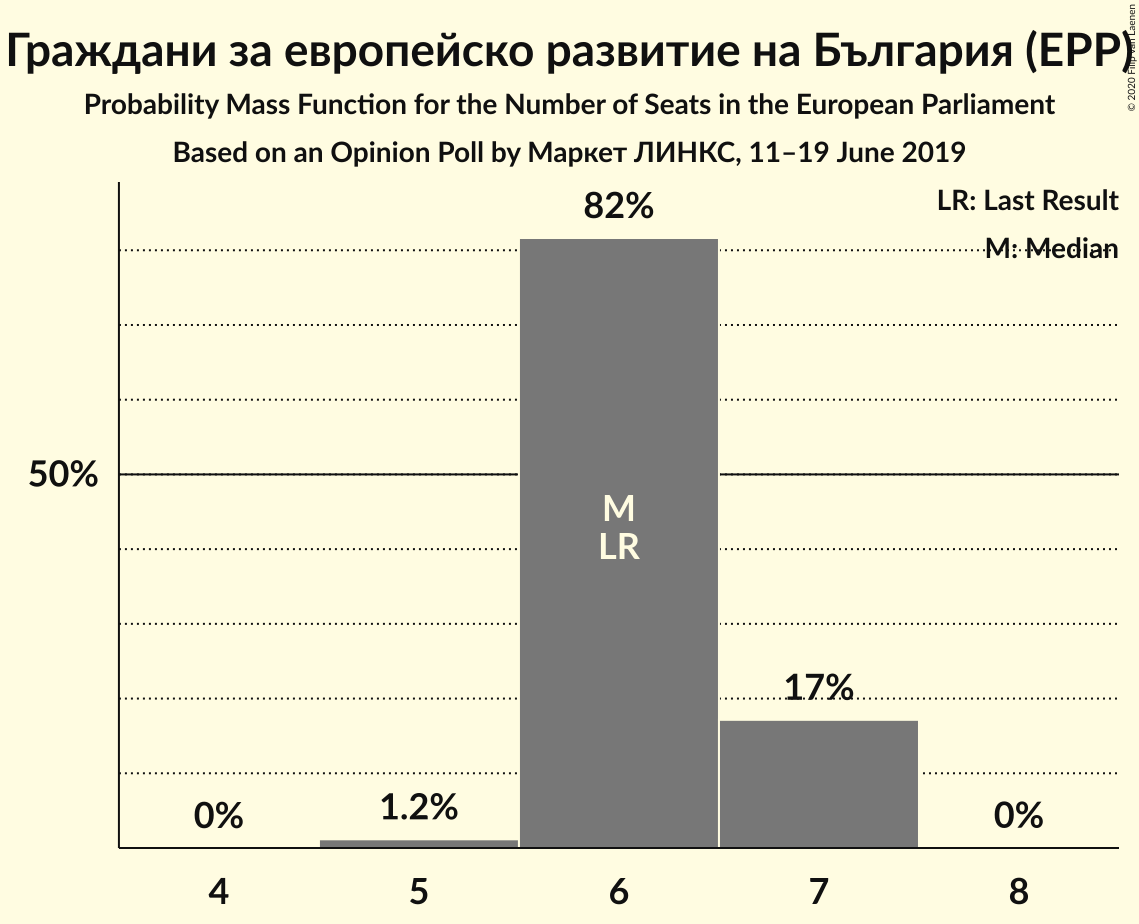 Граждани за европейско развитие на България (EPP)
© 2020 Filip van Laenen
Probability Mass Function for the Number of Seats in the European Parliament
Based on an Opinion Poll by Маркет ЛИНКС, 11–19 June 2019
LR: Last Result
M: Median
82%
50%
M
LR
17%
1.2%
0%
0%
4 5 6 7 8